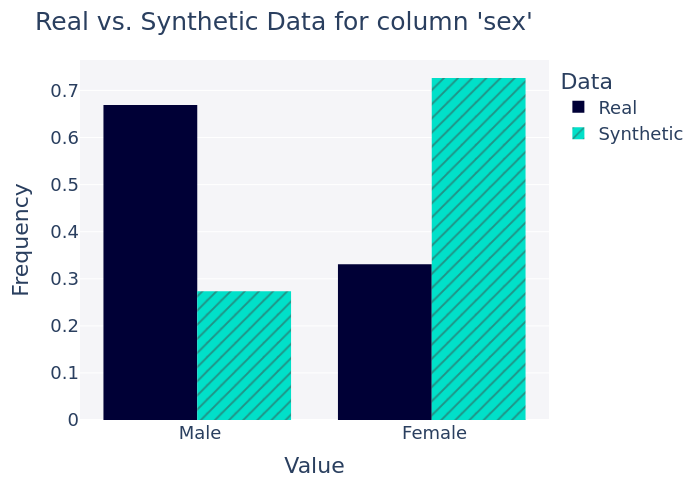 Real vs. Synthetic Data for column 'sex'
Data
Real
Synthetic
Frequency
0.7
0.6
0.5
0.4
0.3
0.2
0.1
0
Male
Female
Value